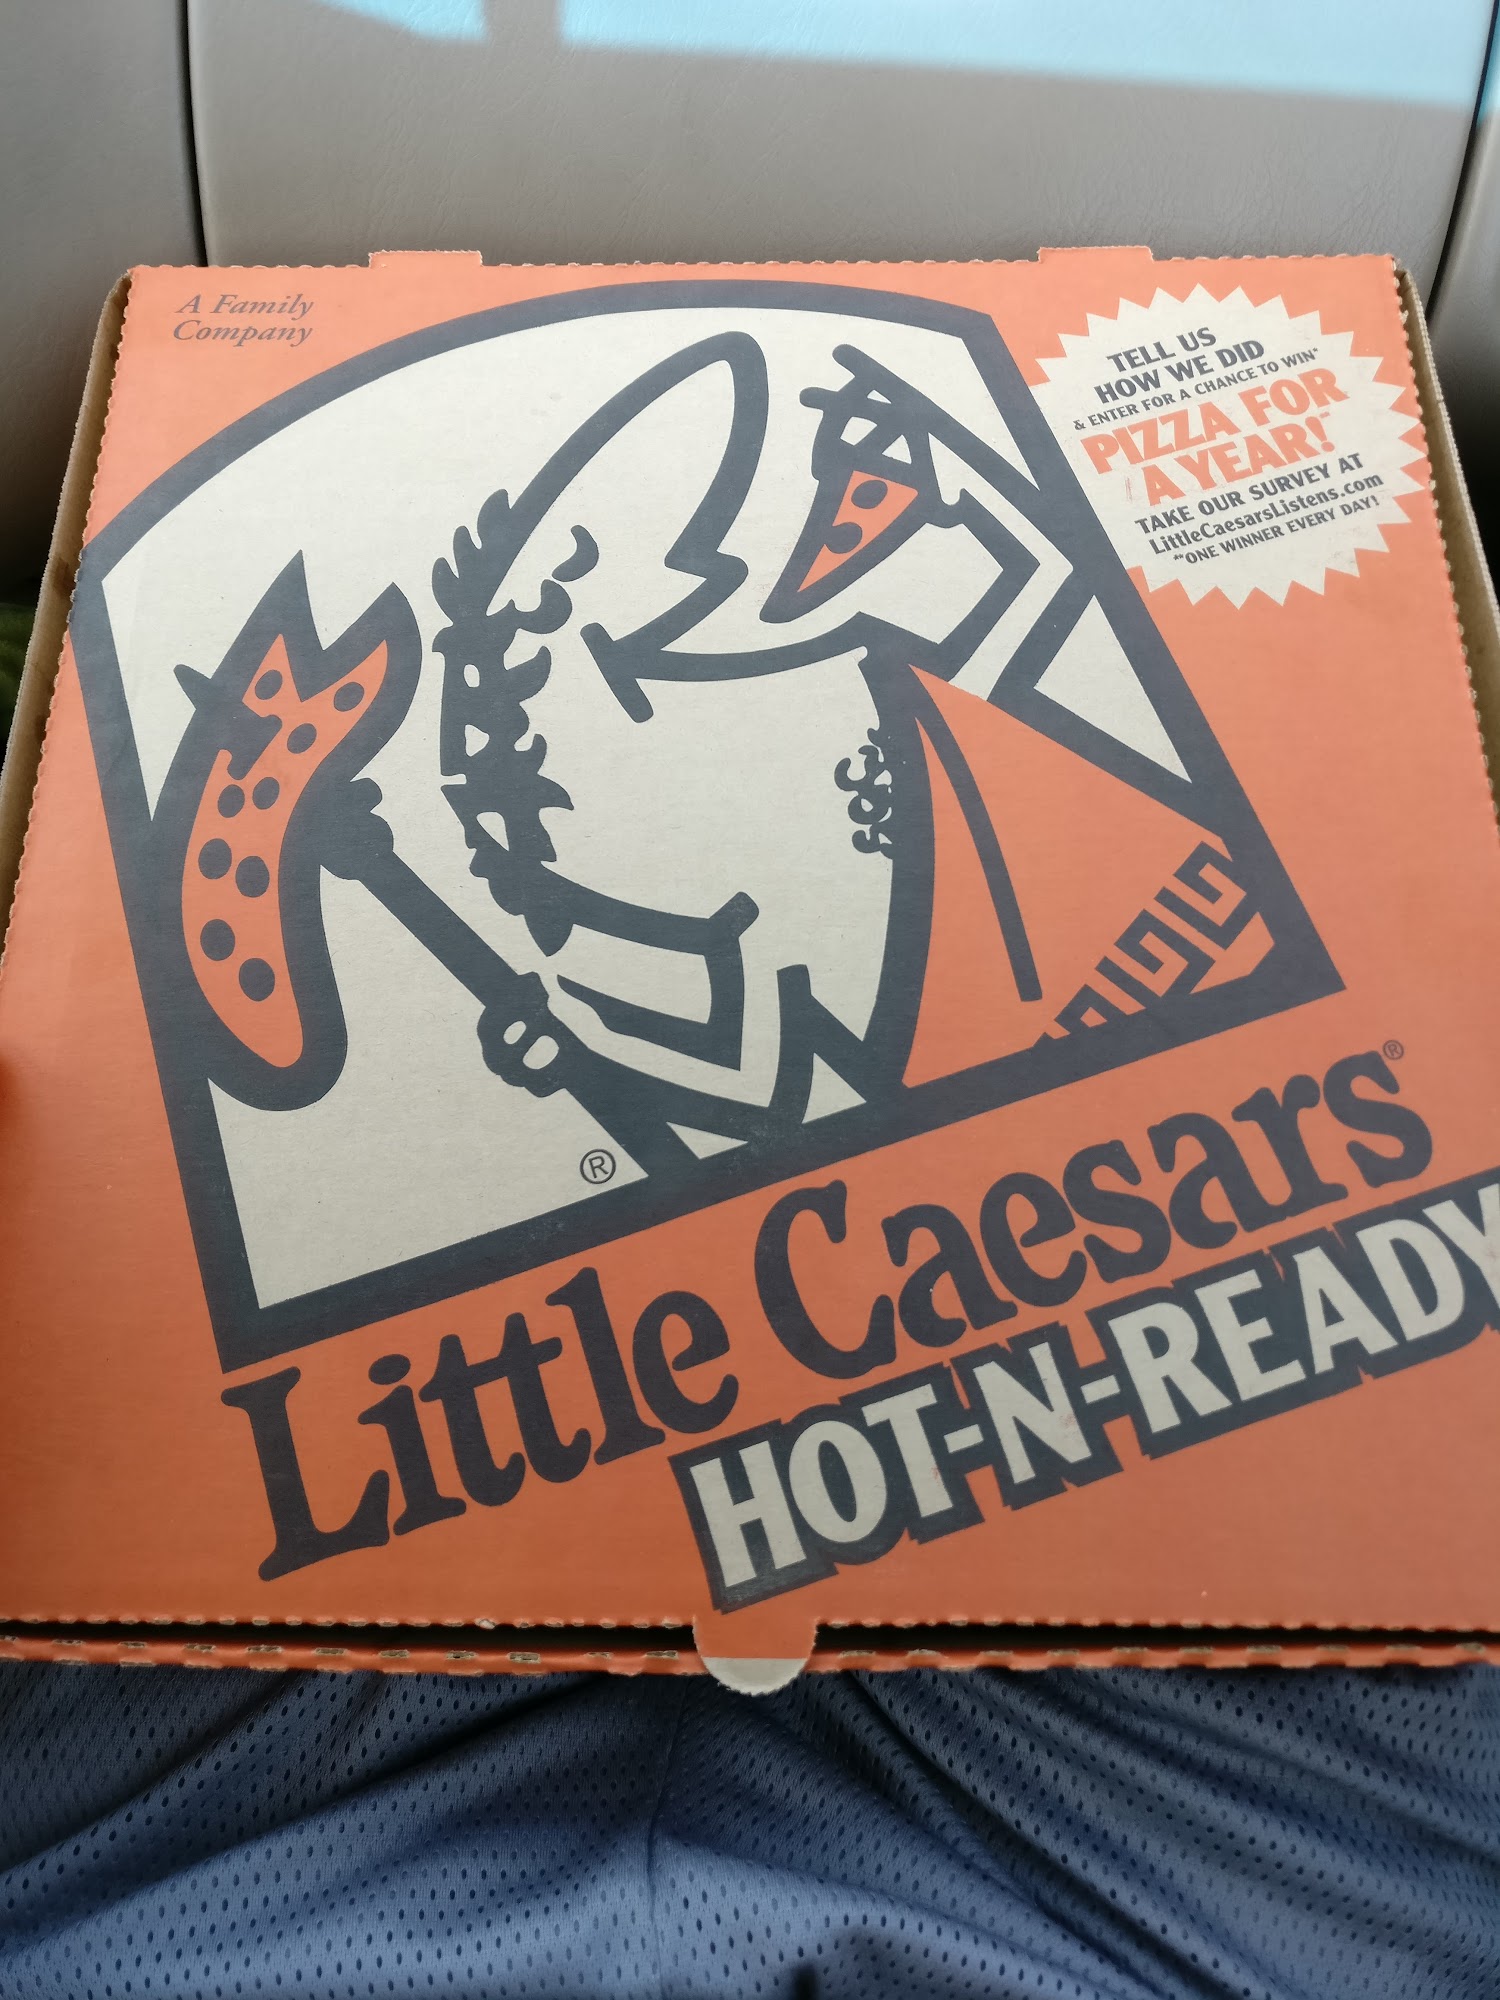 A Family
Company
TELL US
HOW WE DID
& ENTER FOR A CHANCE TO WIN*
PIZZA FOR
A YEAR!**
TAKE OUR SURVEY AT
LittleCaesarsListens.com
**ONE WINNER EVERY DAY!
®
Little Caesars®
HOT-N-READY